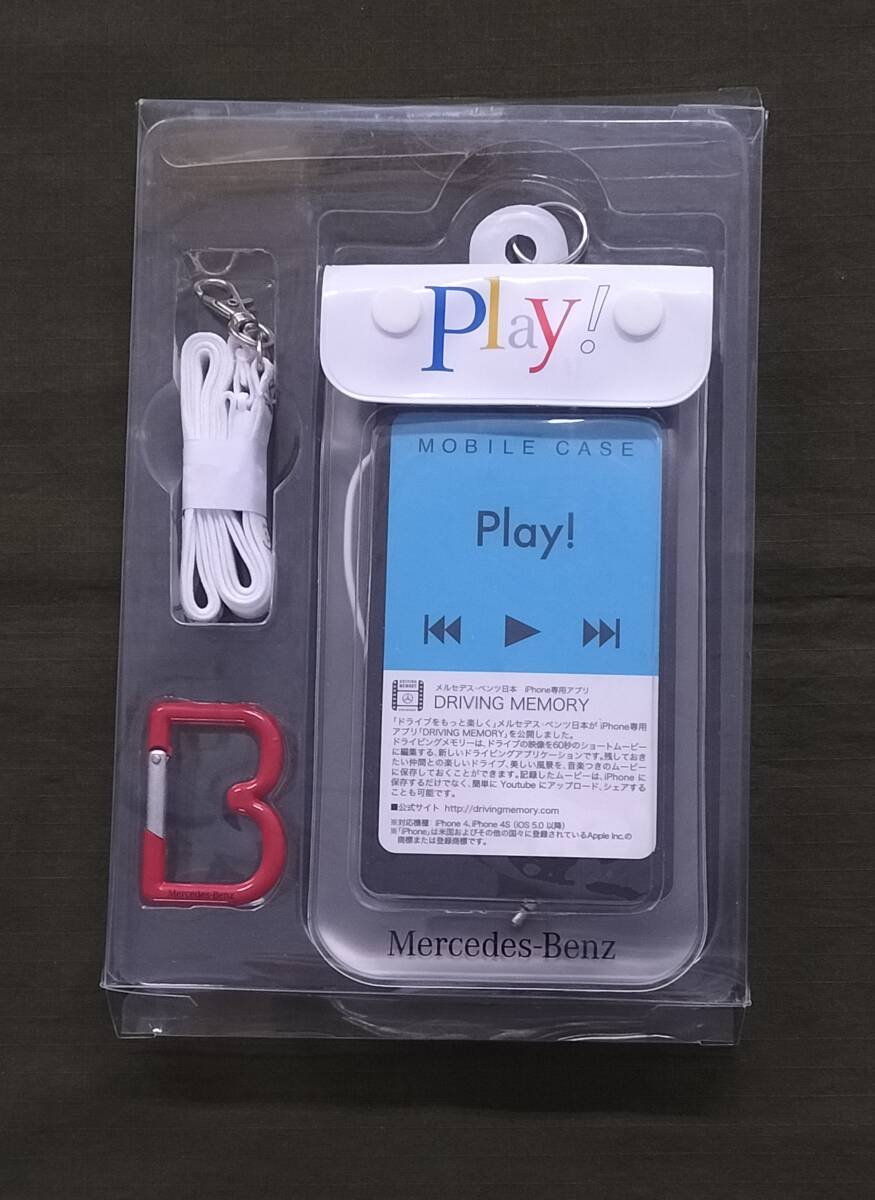 Play!
MOBILE CASE
Play!
DRIVING MEMORY
メルセデス・ベンツ日本 iPhone専用アプリ
DRIVING MEMORY
「ドライブをもっと楽しく」メルセデス・ベンツ日本が iPhone専用
アプリ「DRIVING MEMORY」を公開しました。
ドライビングメモリーは、ドライブの映像を60秒のショートムービー
に編集する、新しいドライビングアプリケーションです。残しておき
たい仲間との楽しいドライブ、美しい風景を、音楽つきのムービー
に保存しておくことができます。記録したムービーは、iPhone に
保存するだけでなく、簡単に Youtube にアップロード、シェアする
ことも可能です。
■公式サイト http://drivingmemory.com
※対応機種: iPhone 4、iPhone 4S (iOS 5.0 以降)
※「iPhone」は米国およびその他の国々に登録されているApple Inc.の
商標または登録商標です。
Mercedes-Benz
Mercedes-Benz